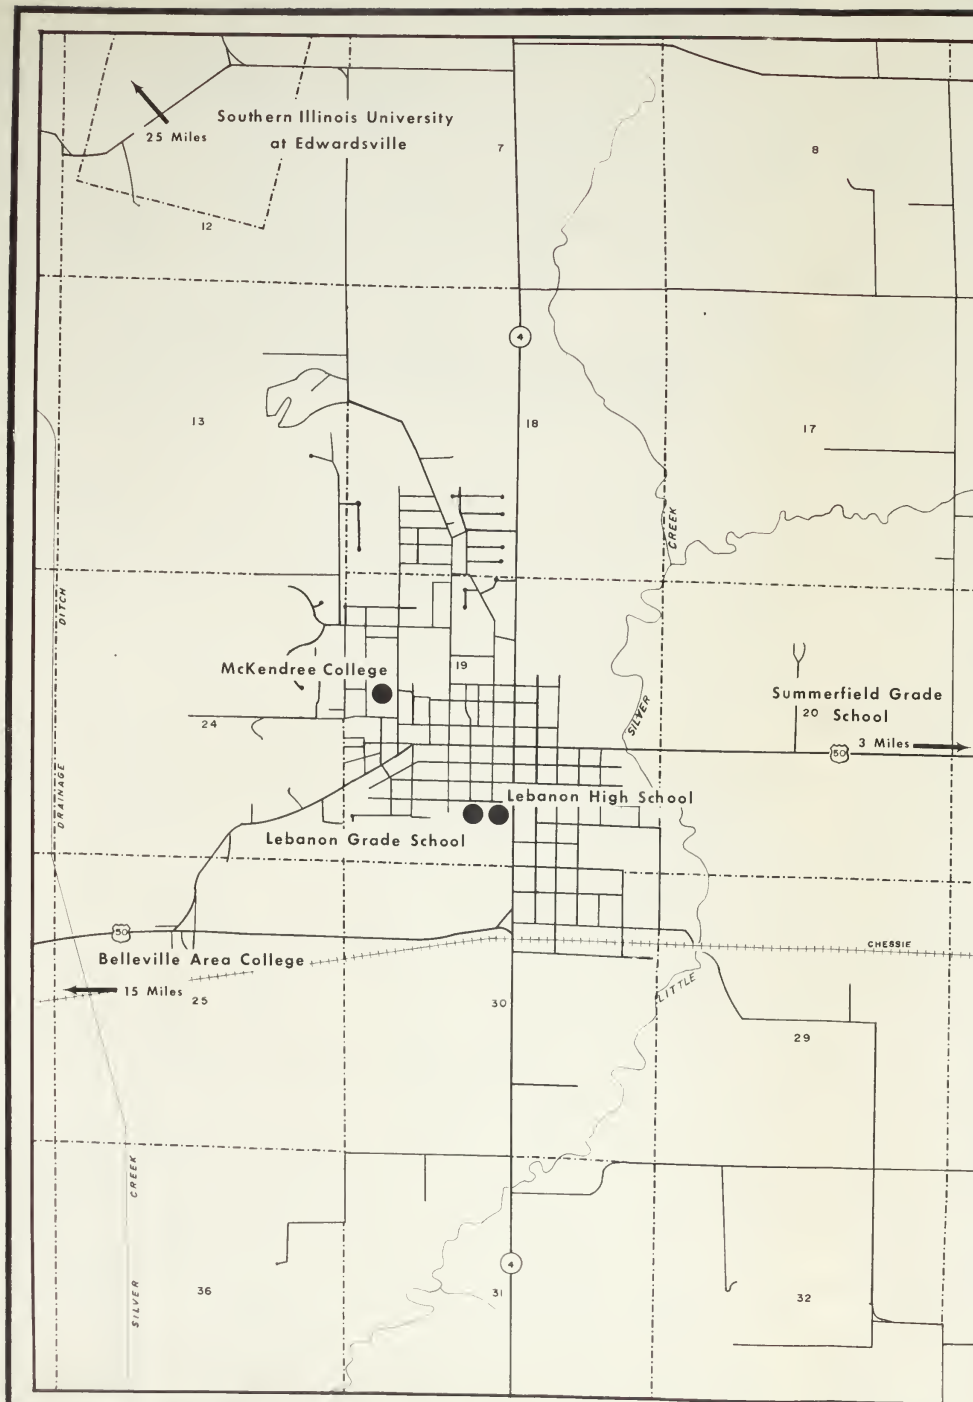 Southern Illinois University
at Edwardsville
25 Miles
7
8
12
4
13
18
17
CREEK
DITCH
McKendree College
19
SILVER
Summerfield Grade
20 School
24
3 Miles
50
DRAINAGE
Lebanon High School
Lebanon Grade School
50
CHESSIE
Belleville Area College
15 Miles
25
LITTLE
30
29
CREEK
4
SILVER
36
31
32